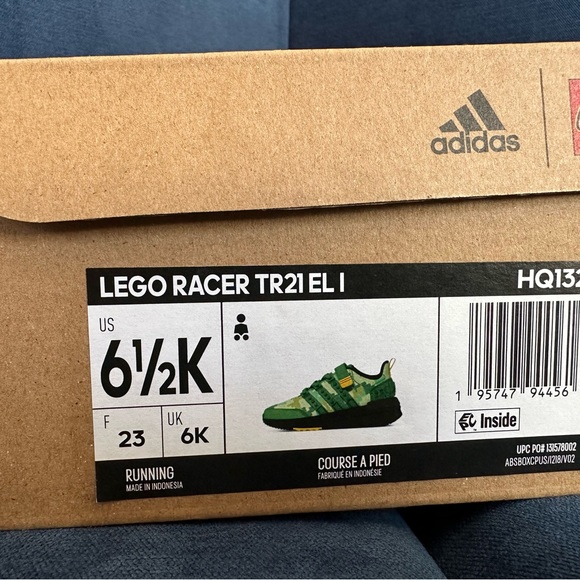 adidas
LEGO RACER TR21 EL I
HQ132
US
6½K
F
23
UK
6K
1 95747 94456
Inside
RUNNING
MADE IN INDONESIA
COURSE A PIED
FABRIQUÉ EN INDONÉSIE
UPC PO# 131578002
ABSBOXCPUS/1218/V02